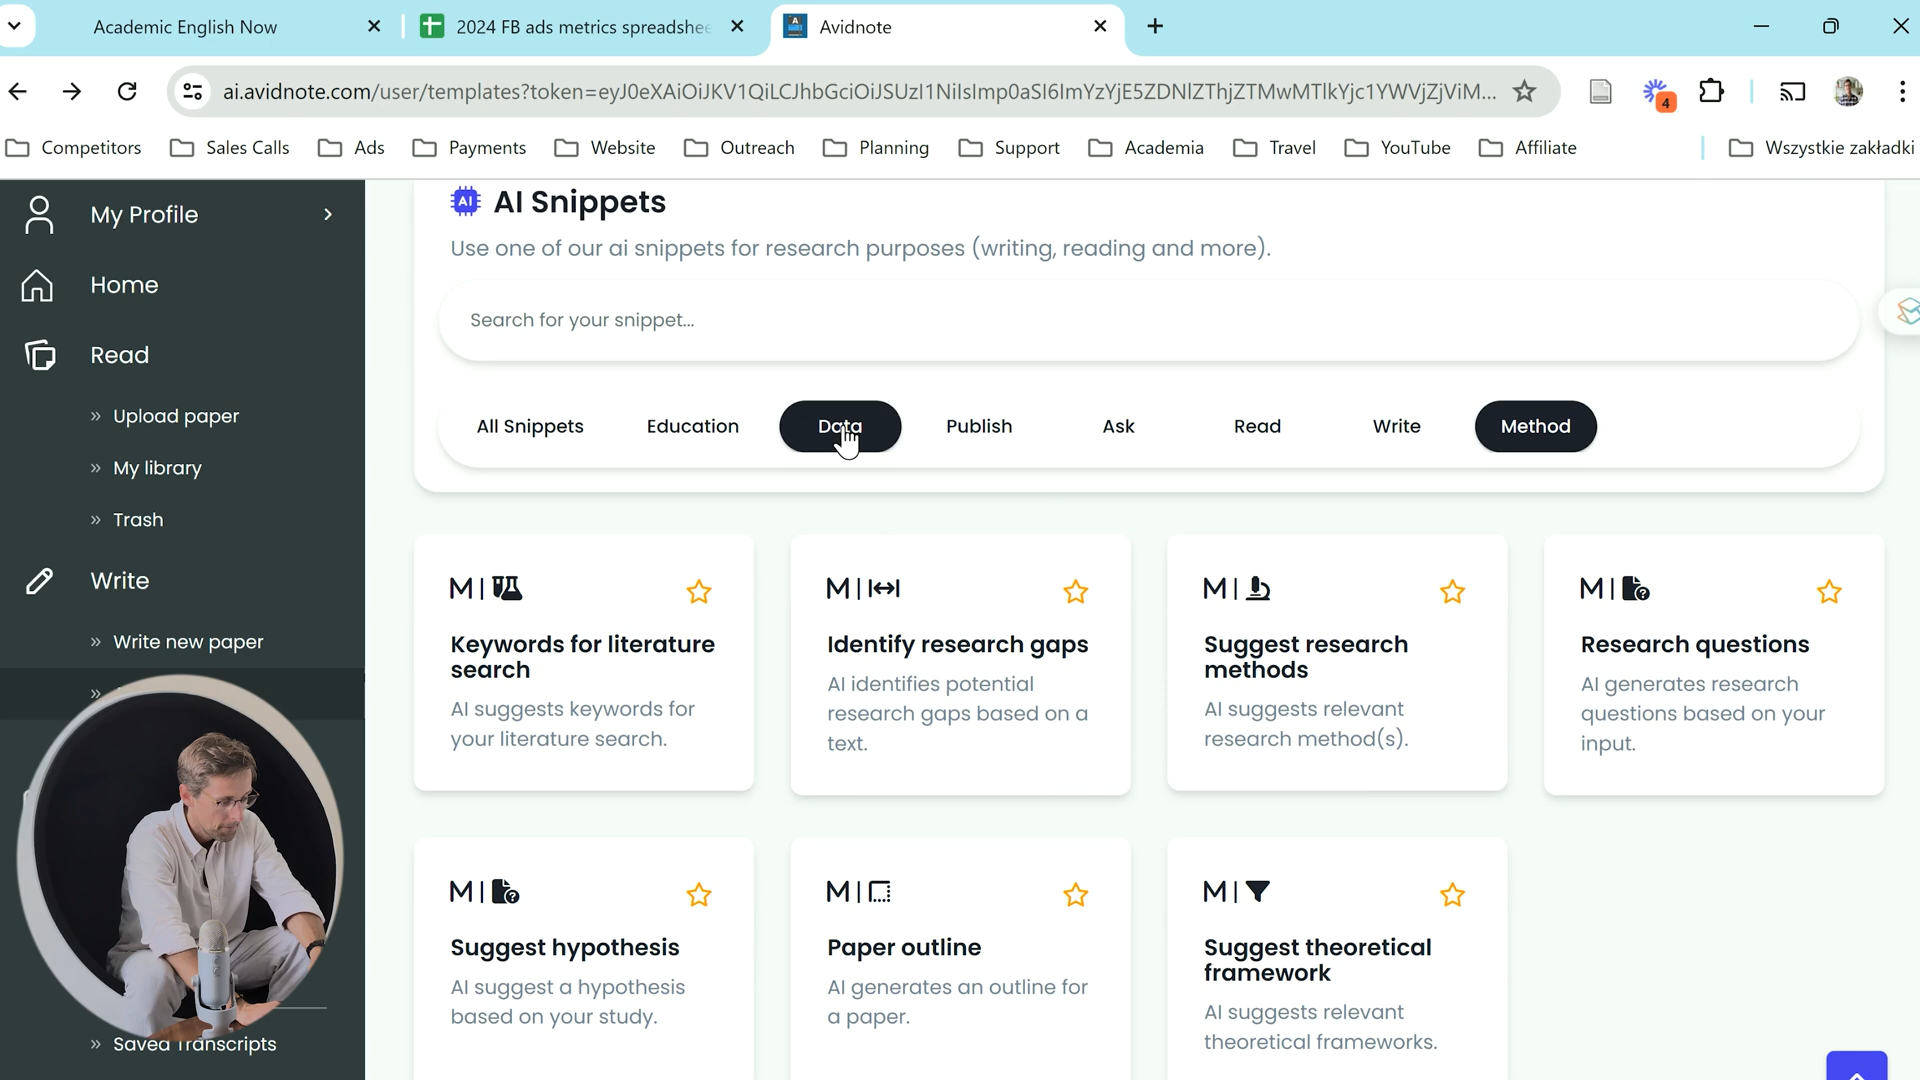 Academic English Now
2024 FB ads metrics spreadshee
Avidnote
ai.avidnote.com/user/templates?token=eyJ0eXAiOiJKV1QiLCJhbGciOiJSUzI1NiIsImp0aSI6ImYzYjE5ZDNlZThjZTMwMTlkYjc1YWVjZjViM...
4
Competitors
Sales Calls
Ads
Payments
Website
Outreach
Planning
Support
Academia
Travel
YouTube
Affiliate
Wszystkie zakładki
My Profile
Home
Read
» Upload paper
» My library
» Trash
Write
» Write new paper
»
» Saved Transcripts
AI AI Snippets
Use one of our ai snippets for research purposes (writing, reading and more).
Search for your snippet...
All Snippets
Education
Data
Publish
Ask
Read
Write
Method
M|
Keywords for literature
search
AI suggests keywords for
your literature search.
M|
Identify research gaps
AI identifies potential
research gaps based on a
text.
M|
Suggest research
methods
AI suggests relevant
research method(s).
M|
Research questions
AI generates research
questions based on your
input.
M|
Suggest hypothesis
AI suggest a hypothesis
based on your study.
M|
Paper outline
AI generates an outline for
a paper.
M|
Suggest theoretical
framework
AI suggests relevant
theoretical frameworks.